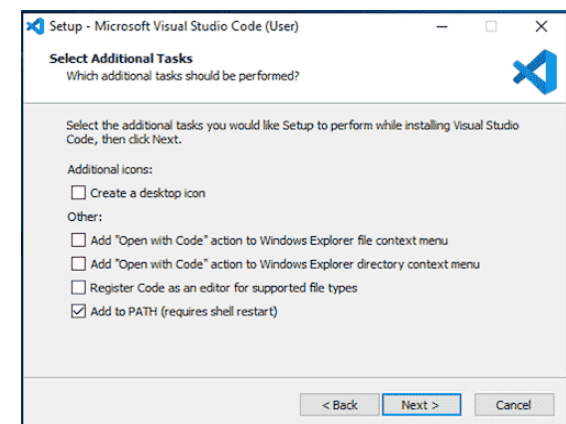 Setup - Microsoft Visual Studio Code (User)
Select Additional Tasks
Which additional tasks should be performed?
Select the additional tasks you would like Setup to perform while installing Visual Studio
Code, then click Next.
Additional icons:
Create a desktop icon
Other:
Add "Open with Code" action to Windows Explorer file context menu
Add "Open with Code" action to Windows Explorer directory context menu
Register Code as an editor for supported file types
Add to PATH (requires shell restart)
< Back Next > Cancel